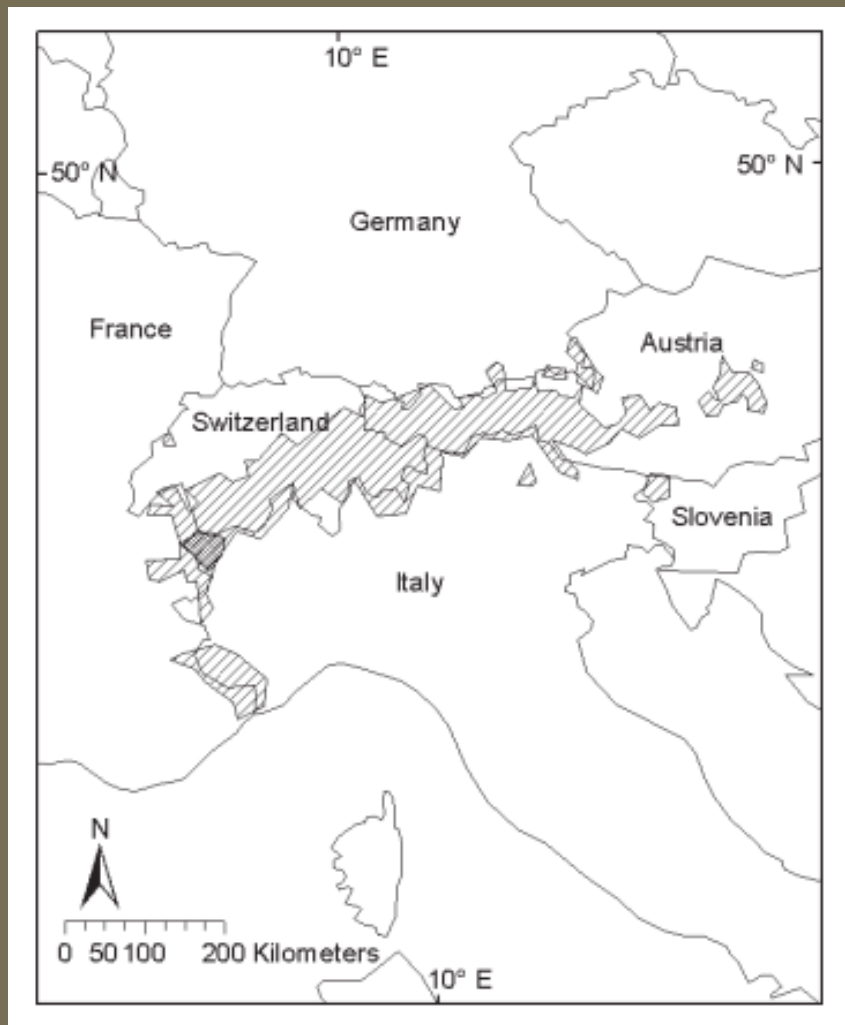 10° E
50° N
50° N
Germany
France
Austria
Switzerland
Slovenia
Italy
N
0 50 100 200 Kilometers
10° E